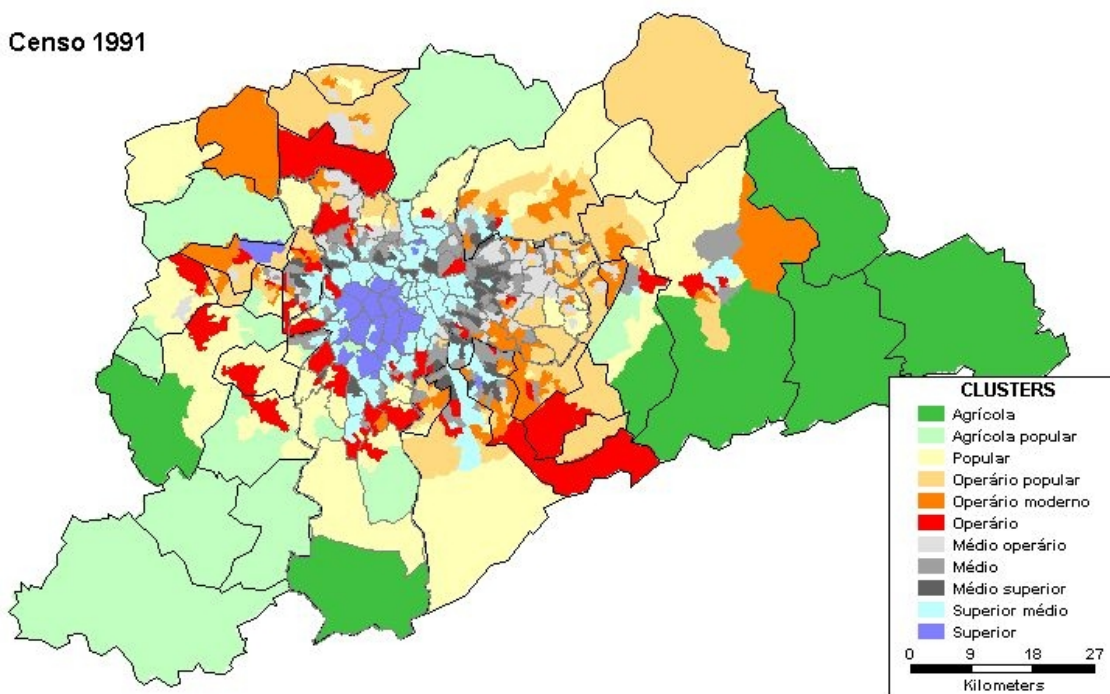 Censo 1991
CLUSTERS
Agrícola
Agrícola popular
Popular
Operário popular
Operário moderno
Operário
Médio operário
Médio
Médio superior
Superior médio
Superior
0 9 18 27
Kilometers